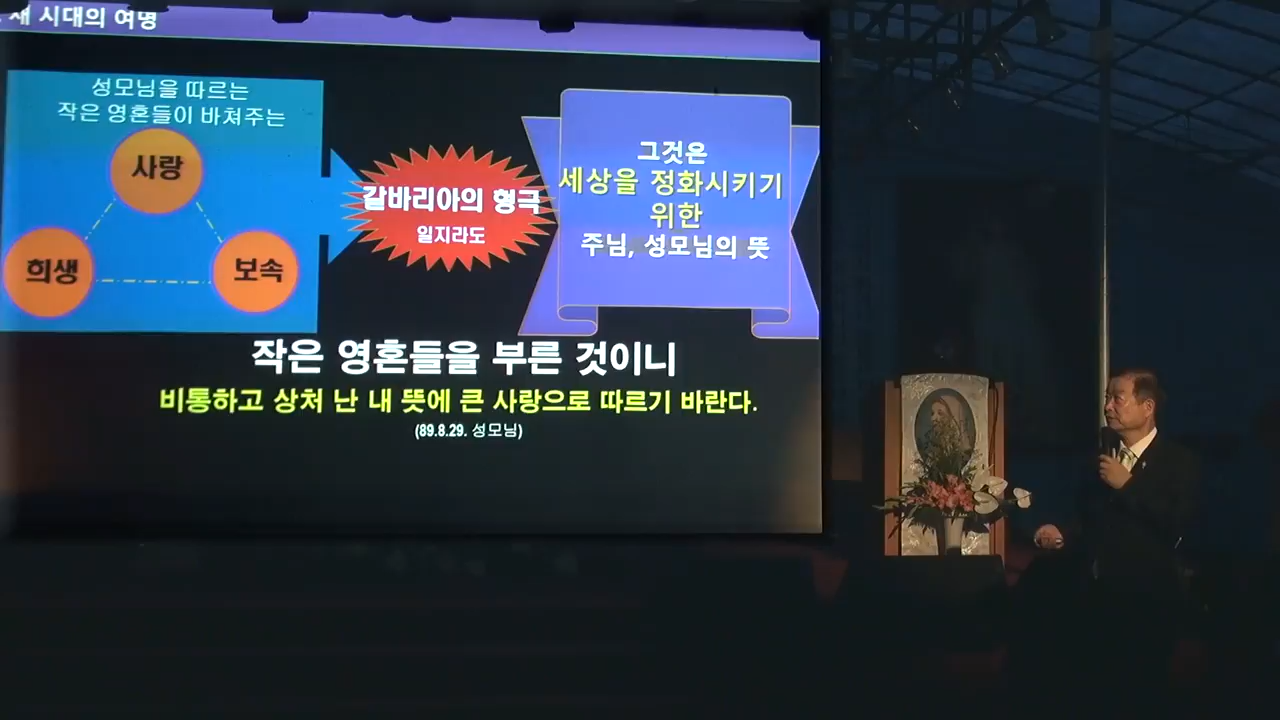 새 시대의 여명
성모님을 따르는
작은 영혼들이 바쳐주는
사랑
희생
보속
갈바리아의 형극
일지라도
그것은
세상을 정화시키기
위한
주님, 성모님의 뜻
작은 영혼들을 부른 것이니
비통하고 상처 난 내 뜻에 큰 사랑으로 따르기 바란다.
(89.8.29. 성모님)